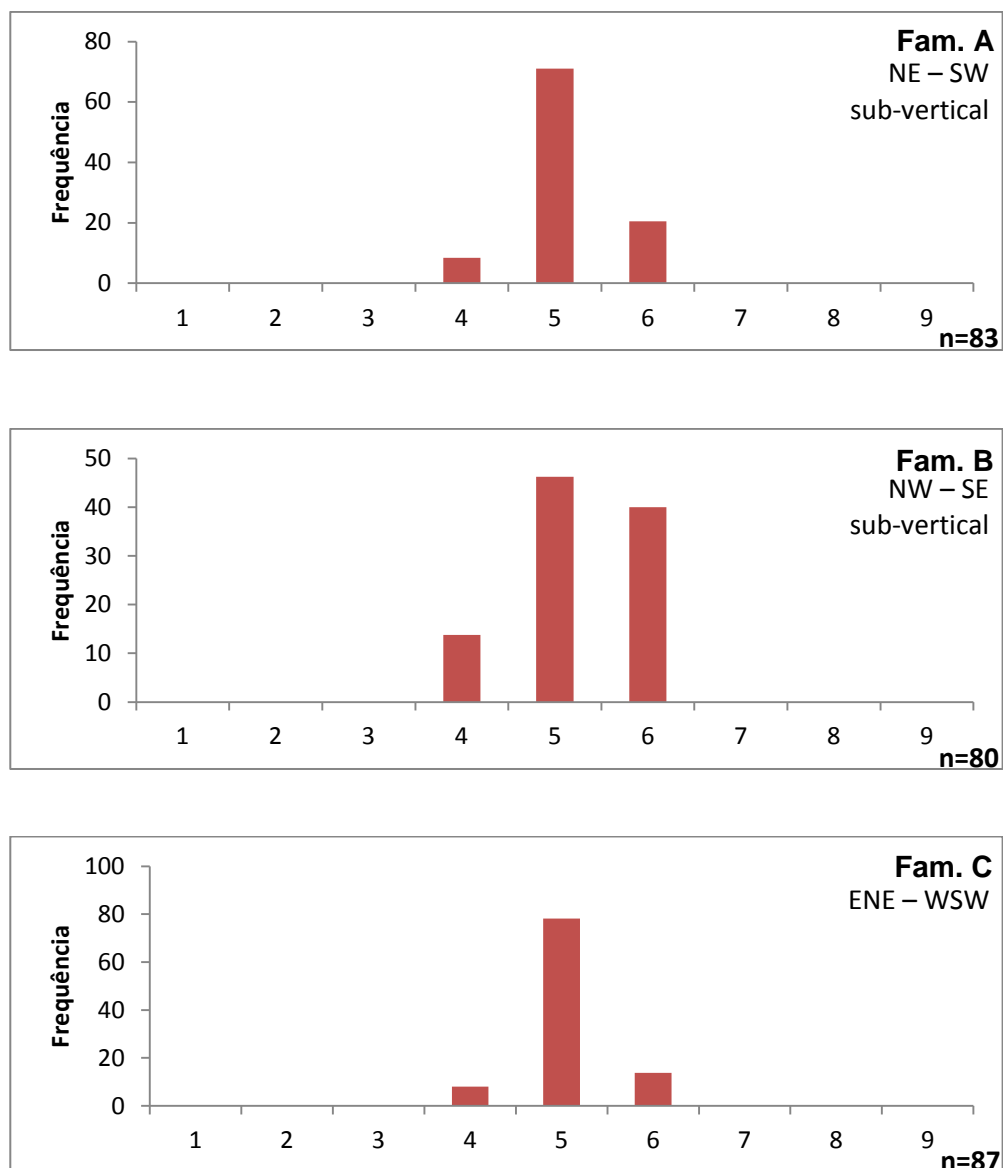 Fam. A
NE – SW
sub-vertical
Frequência
80
60
40
20
0
1 2 3 4 5 6 7 8 9
n=83
Fam. B
NW – SE
sub-vertical
Frequência
50
40
30
20
10
0
1 2 3 4 5 6 7 8 9
n=80
Fam. C
ENE – WSW
Frequência
100
80
60
40
20
0
1 2 3 4 5 6 7 8 9
n=87